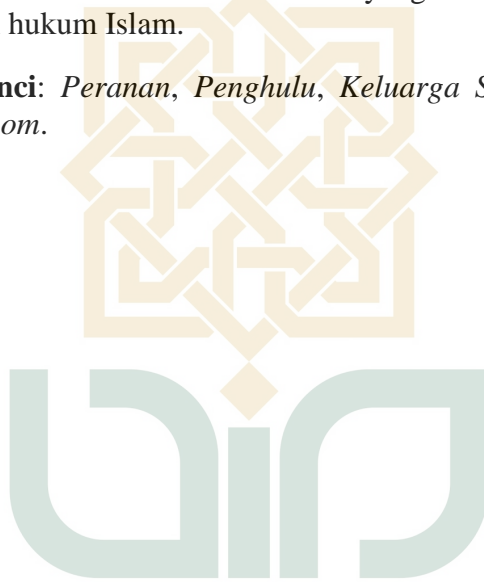 hukum Islam.
nci: Peranan, Penghulu, Keluarga S
om.